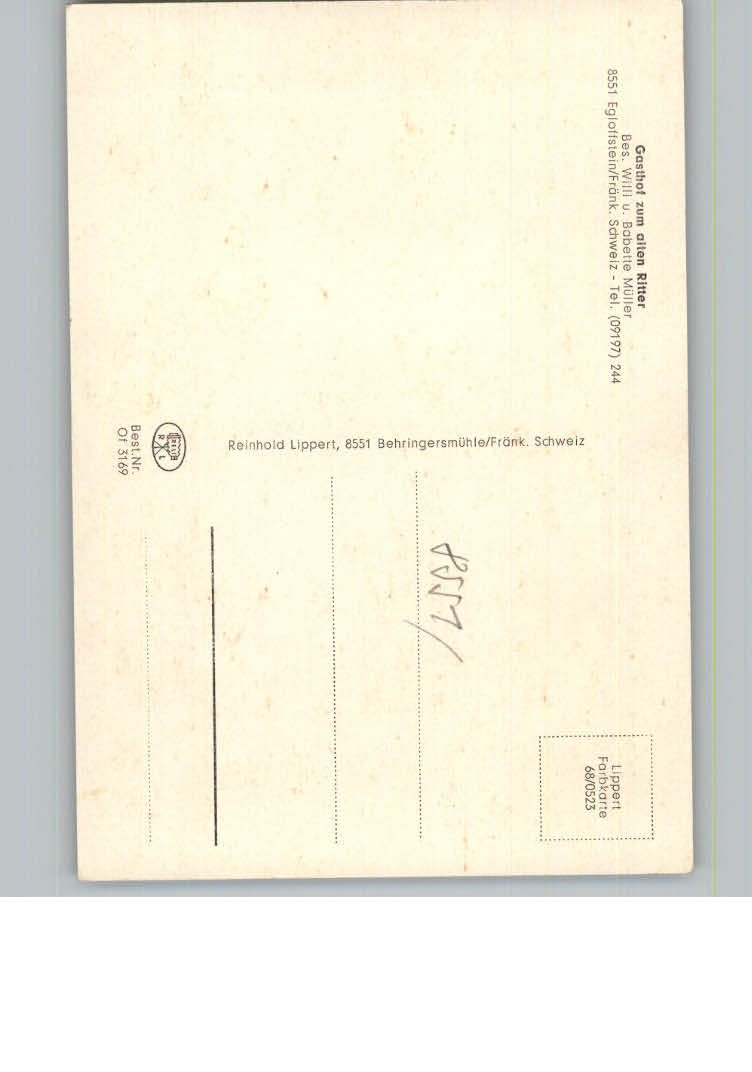 Gasthof zum alten Ritter
Bes. Willi u. Babette Müller
8551 Egloffstein/Fränk. Schweiz - Tel. (09197) 244
Reinhold Lippert, 8551 Behringersmühle/Fränk. Schweiz
R L
Best.Nr.
Of 3169
Lippert
Farbkarte
68/0523
8551/